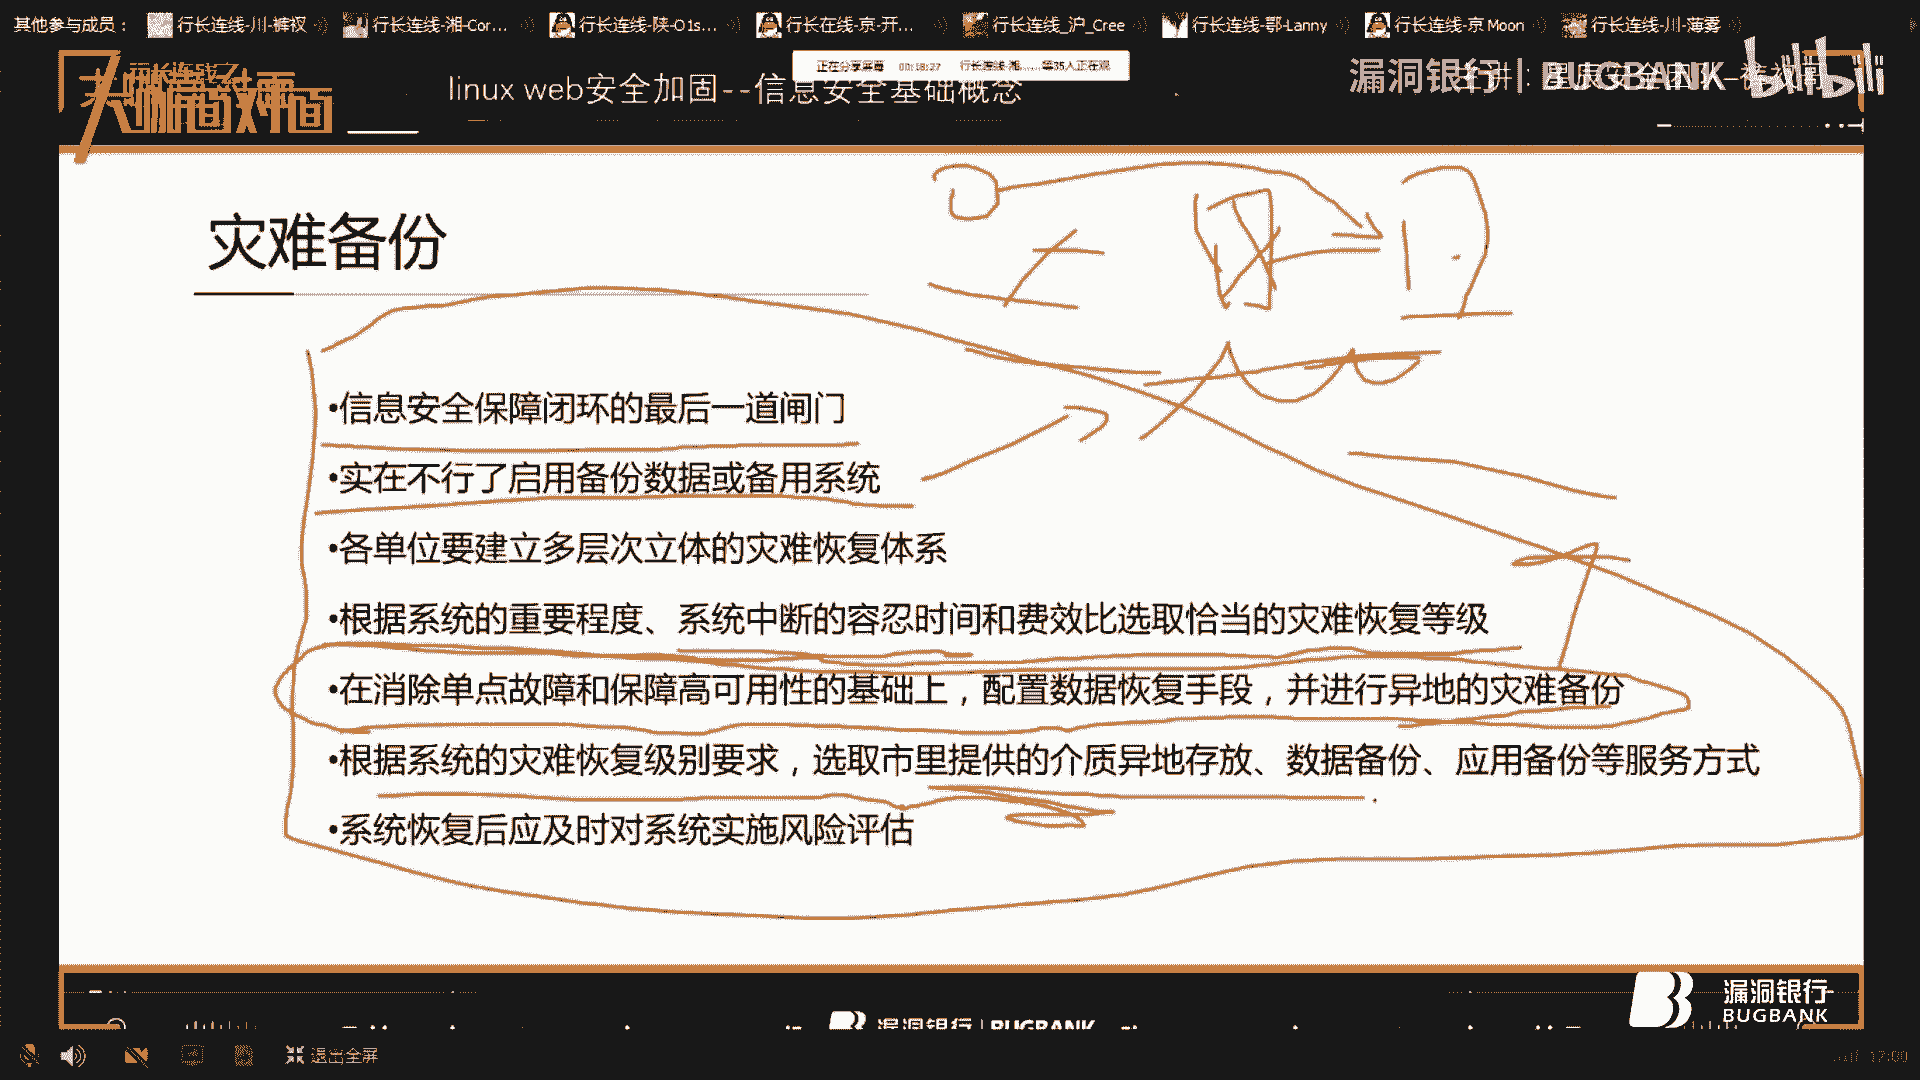 其他参与成员：
行长连线-川-裤衩
行长连线-湘-Cor...
行长连线-陕-O1s...
行长在线-京-开...
行长连线_沪_Cree
行长连线-鄂-Lanny
行长连线-京 Moon
行长连线-川-薄雾
正在分享屏幕 00:18:27 行长连线-湘...... 等35人正在观
行长连线之
大咖面对面
linux web安全加固--信息安全基础概念
漏洞银行 | BUGBANK
bilibili
灾难备份
•信息安全保障闭环的最后一道闸门
•实在不行了启用备份数据或备用系统
•各单位要建立多层次立体的灾难恢复体系
•根据系统的重要程度、系统中断的容忍时间和费效比选取恰当的灾难恢复等级
•在消除单点故障和保障高可用性的基础上，配置数据恢复手段，并进行异地的灾难备份
•根据系统的灾难恢复级别要求，选取市里提供的介质异地存放、数据备份、应用备份等服务方式
•系统恢复后应及时对系统实施风险评估
漏洞银行
BUGBANK
漏洞银行 | BUGBANK
退出全屏
17:00